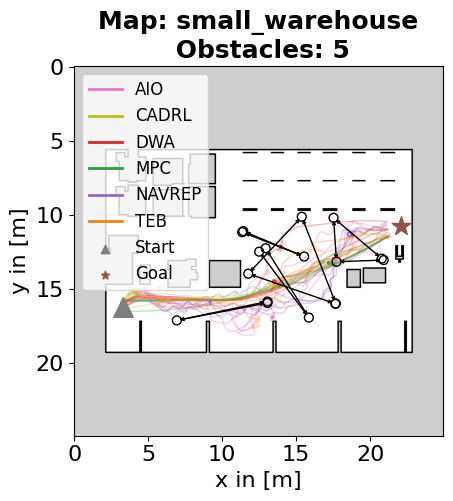 Map: small_warehouse
Obstacles: 5
0
5
10
15
20
y in [m]
AIO
CADRL
DWA
MPC
NAVREP
TEB
Start
Goal
0
5
10
15
20
x in [m]